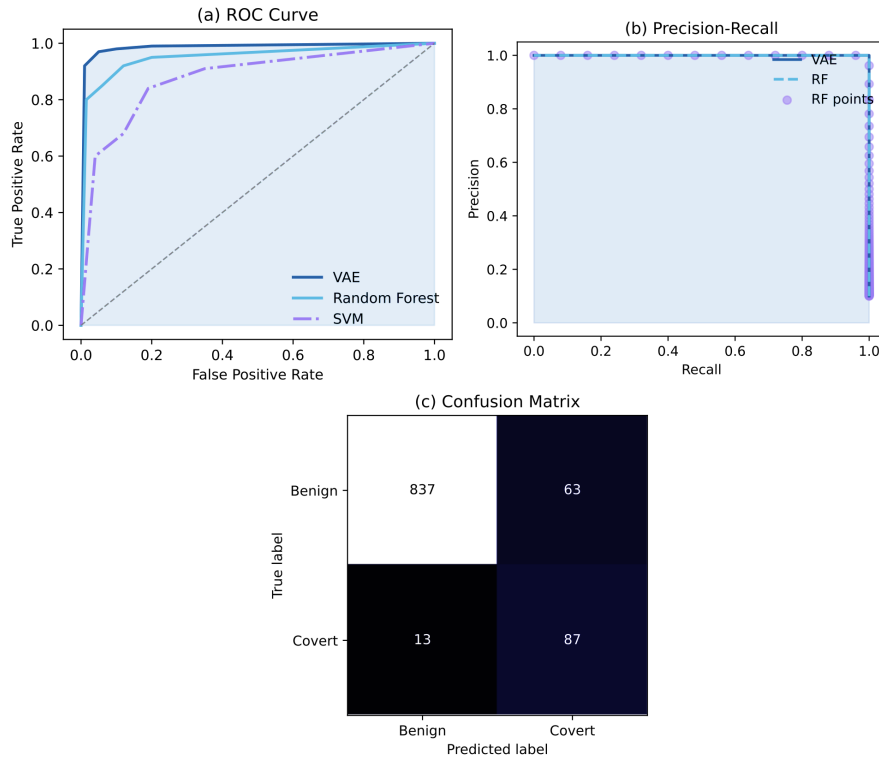 (a) ROC Curve
True Positive Rate
1.0
0.8
0.6
0.4
0.2
0.0
0.0 0.2 0.4 0.6 0.8 1.0
False Positive Rate
VAE
Random Forest
SVM
(b) Precision-Recall
Precision
1.0
0.8
0.6
0.4
0.2
0.0
0.0 0.2 0.4 0.6 0.8 1.0
Recall
VAE
RF
RF points
(c) Confusion Matrix
True label
Benign
837 63
Covert
13 87
Benign Covert
Predicted label